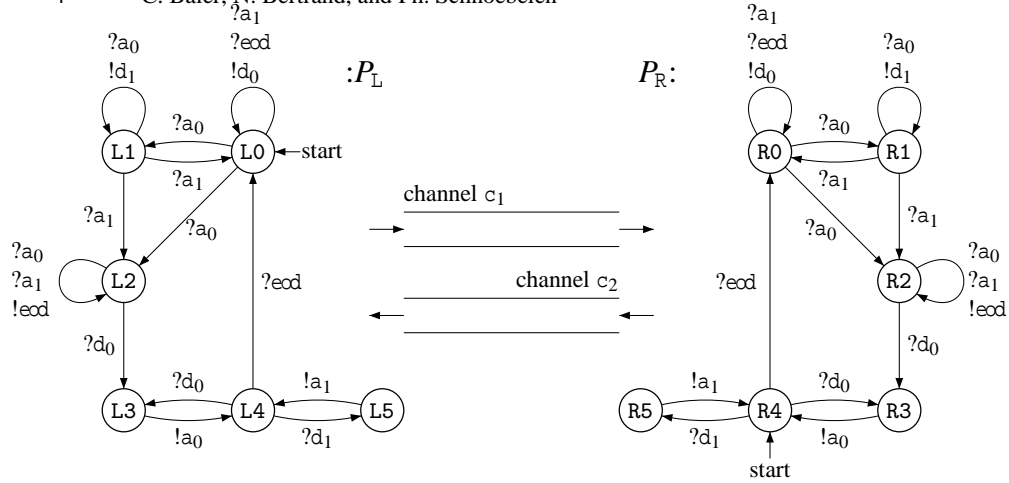 4 C. Baier, N. Bertrand, and Ph. Schnoebelen
?a0
!d1
?a1
?eod
!d0
:PL
PR:
?a1
?eod
!d0
?a0
!d1
L1
?a0
L0
start
R0
?a0
R1
?a1
?a1
channel c1
?a1
?a0
?a0
?a1
?a0
?a1
!eod
L2
?eod
channel c2
?eod
R2
?a0
?a1
!eod
?d0
?d0
L3
?d0
L4
!a1
L5
R5
!a1
R4
?d0
R3
!a0
?d1
?d1
!a0
start